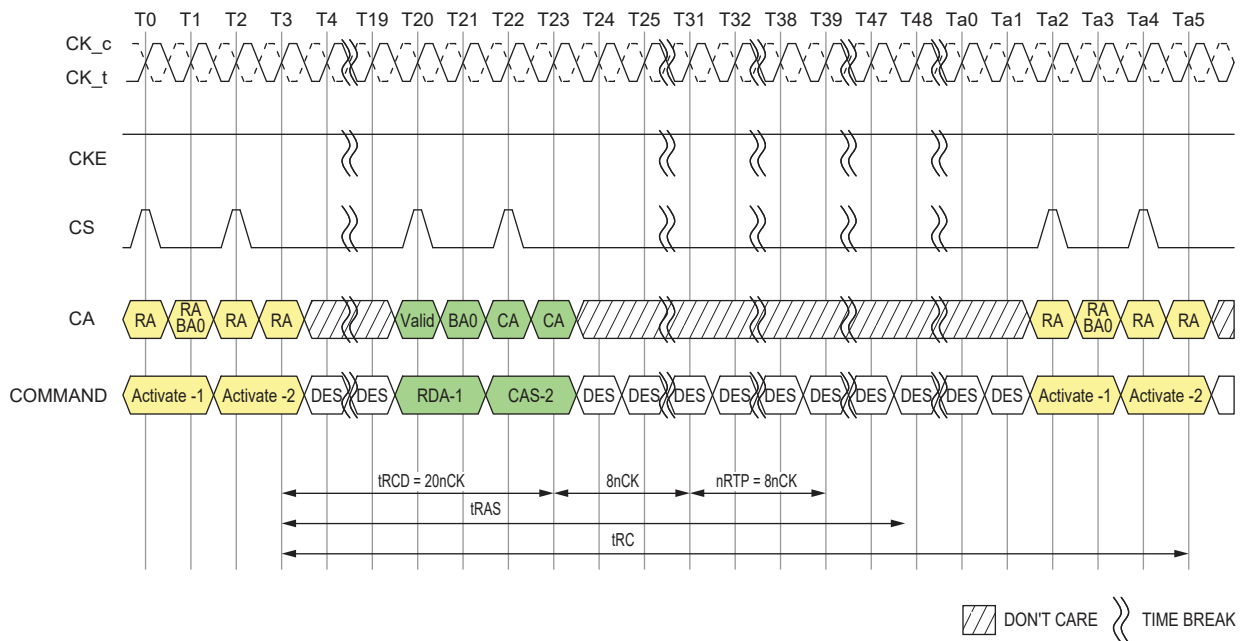 T0 T1 T2 T3 T4 T19 T20 T21 T22 T23 T24 T25 T31 T32 T38 T39 T47 T48 Ta0 Ta1 Ta2 Ta3 Ta4 Ta5
CK_c
CK_t
CKE
CS
CA RA RA BA0 RA RA Valid BA0 CA CA RA RA BA0 RA RA
COMMAND Activate -1 Activate -2 DES DES RDA-1 CAS-2 DES DES DES DES DES DES DES DES DES DES Activate -1 Activate -2
tRCD = 20nCK 8nCK nRTP = 8nCK
tRAS
tRC
DON'T CARE TIME BREAK